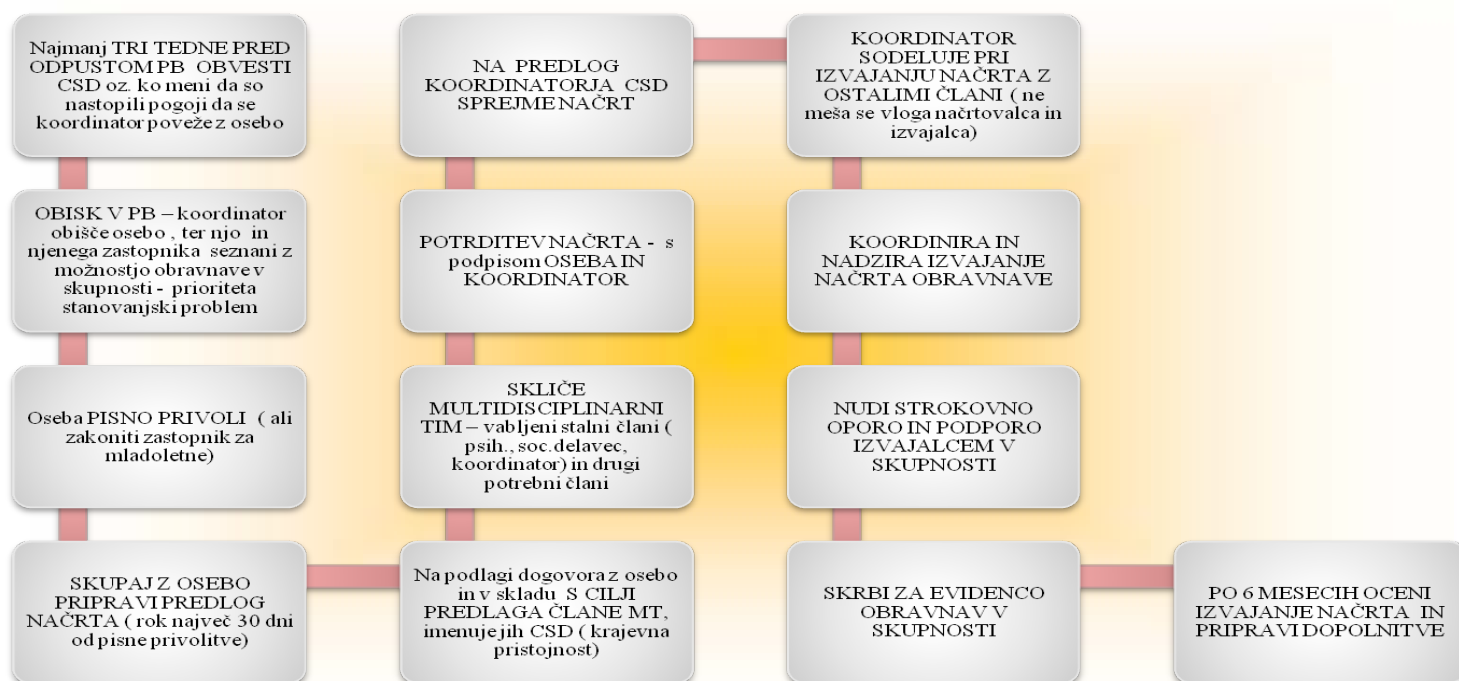 Najmanj TRI TEDNE PRED
ODPUSTOM PB OBVESTI
CSD oz. ko meni da so
nastopili pogoji da se
koordinator poveže z osebo
OBISK V PB – koordinator
obišče osebo , ter njo in
njenega zastopnika seznani z
možnostjo obravnave v
skupnosti - prioriteta
stanovanjski problem
Oseba PISNO PRIVOLI ( ali
zakoniti zastopnik za
mladoletne)
SKUPAJ Z OSEBO
PRIPRAVI PREDLOG
NAČRTA ( rok največ 30 dni
od pisne privolitve)
Na podlagi dogovora z osebo
in v skladu S CILJI
PREDLAGA ČLANE MT,
imenuje jih CSD ( krajevna
pristojnost)
SKLIČE
MULTIDISCIPLINARNI
TIM – vabljeni stalni člani (
psih., soc.delavec,
koordinator) in drugi
potrebni člani
POTRDITEV NAČRTA - s
podpisom OSEBA IN
KOORDINATOR
NA PREDLOG
KOORDINATORJA CSD
SPREJME NAČRT
KOORDINATOR
SODELUJE PRI
IZVAJANJU NAČRTA Z
OSTALIMI ČLANI ( ne
meša se vloga načrtovalca in
izvajalca)
KOORDINIRA IN
NADZIRA IZVAJANJE
NAČRTA OBRAVNAVE
NUDI STROKOVNO
OPORO IN PODPORO
IZVAJALCEM V
SKUPNOSTI
SKRBI ZA EVIDENCO
OBRAVNAV V
SKUPNOSTI
PO 6 MESECIH OCENI
IZVAJANJE NAČRTA IN
PRIPRAVI DOPOLNITVE